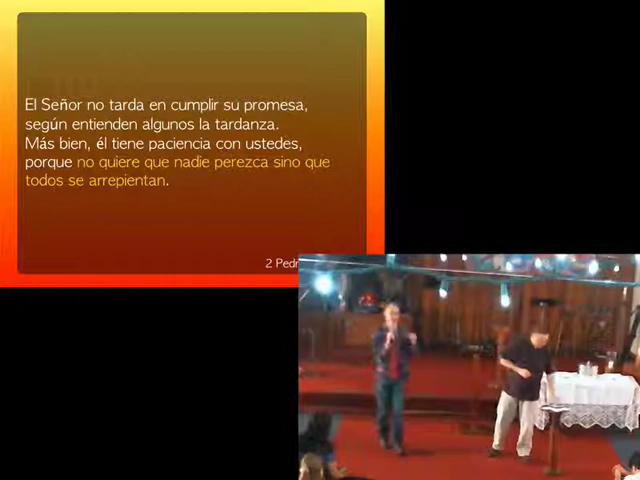 El Señor no tarda en cumplir su promesa,
según entienden algunos la tardanza.
Más bien, él tiene paciencia con ustedes,
porque no quiere que nadie perezca sino que
todos se arrepientan.
2 Pedr